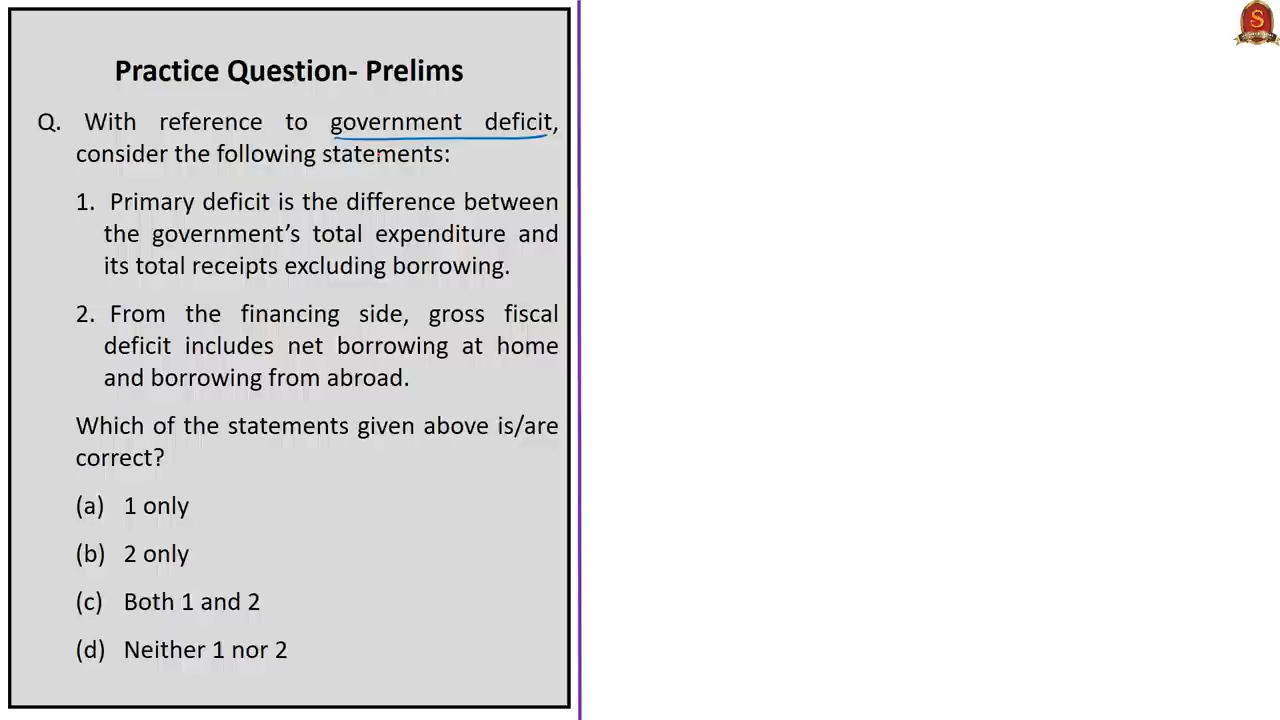 Practice Question- Prelims
Q. With reference to government deficit,
consider the following statements:
1. Primary deficit is the difference between
the government’s total expenditure and
its total receipts excluding borrowing.
2. From the financing side, gross fiscal
deficit includes net borrowing at home
and borrowing from abroad.
Which of the statements given above is/are
correct?
(a) 1 only
(b) 2 only
(c) Both 1 and 2
(d) Neither 1 nor 2
S